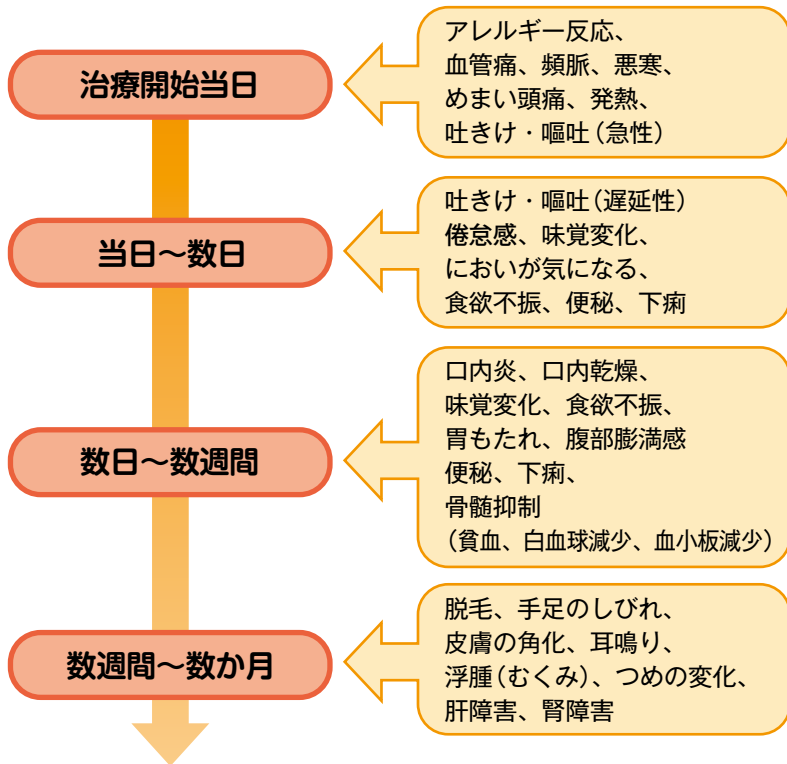 治療開始当日
アレルギー反応、
血管痛、頻脈、悪寒、
めまい頭痛、発熱、
吐きけ・嘔吐(急性)
当日～数日
吐きけ・嘔吐(遅延性)
倦怠感、味覚変化、
においが気になる、
食欲不振、便秘、下痢
数日～数週間
口内炎、口内乾燥、
味覚変化、食欲不振、
胃もたれ、腹部膨満感
便秘、下痢、
骨髄抑制
(貧血、白血球減少、血小板減少)
数週間～数か月
脱毛、手足のしびれ、
皮膚の角化、耳鳴り、
浮腫(むくみ)、つめの変化、
肝障害、腎障害